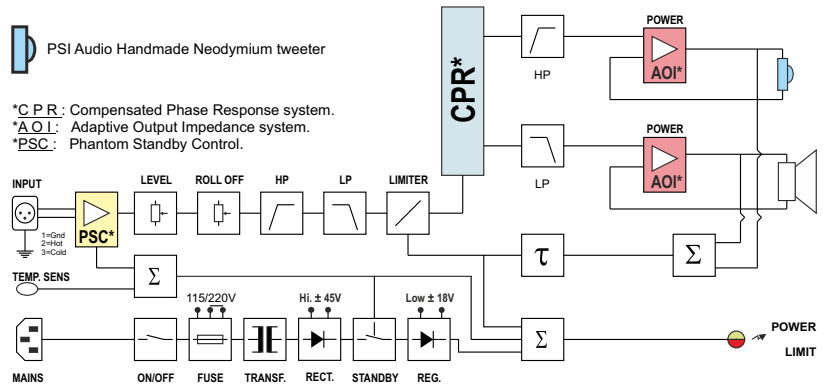 PSI Audio Handmade Neodymium tweeter
*C P R : Compensated Phase Response system.
*A O I : Adaptive Output Impedance system.
*PSC : Phantom Standby Control.
CPR*
HP
POWER
AOI*
LP
POWER
AOI*
INPUT
1=Gnd
2=Hot
3=Cold
PSC*
LEVEL
ROLL OFF
HP
LP
LIMITER
TEMP. SENS
Σ
τ
Σ
115/220V
Hi. ± 45V
Low ± 18V
Σ
POWER
LIMIT
MAINS
ON/OFF
FUSE
TRANSF.
RECT.
STANDBY
REG.